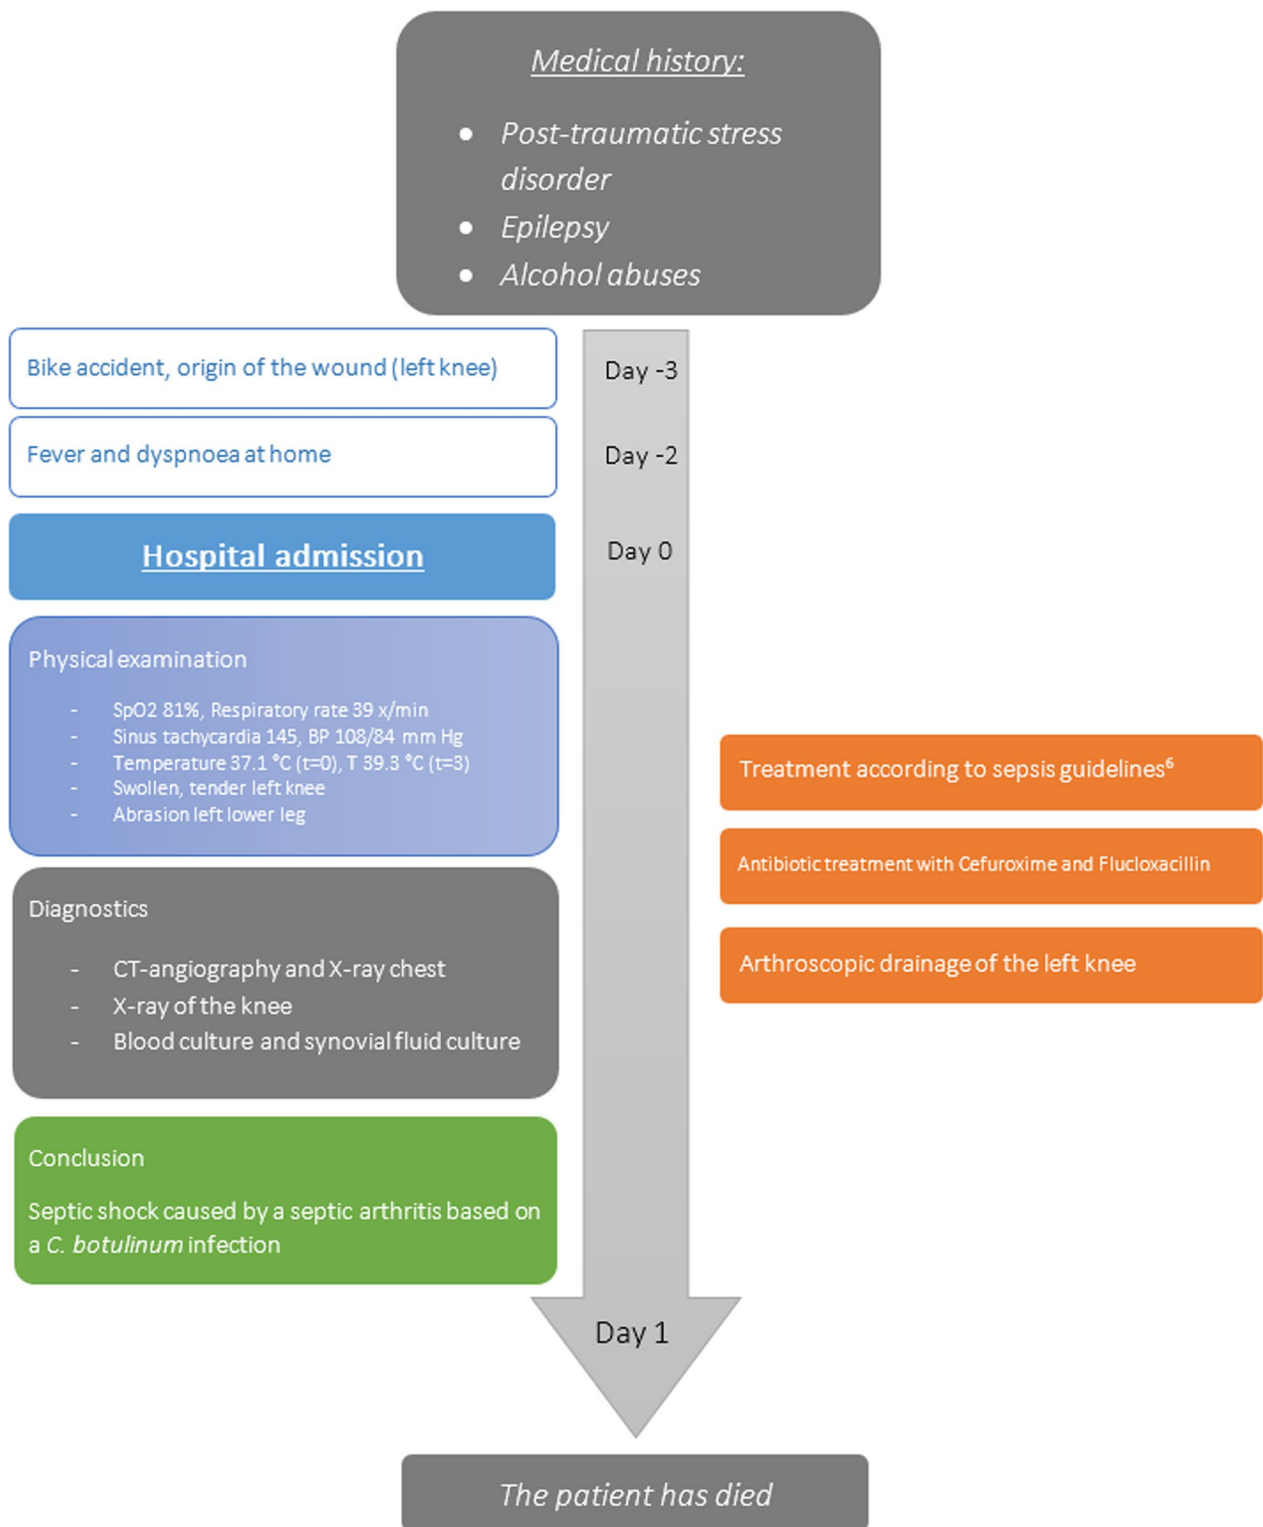 Medical history:
• Post-traumatic stress
disorder
• Epilepsy
• Alcohol abuses
Bike accident, origin of the wound (left knee)
Day -3
Fever and dyspnoea at home
Day -2
Hospital admission
Day 0
Physical examination
- SpO2 81%, Respiratory rate 39 x/min
- Sinus tachycardia 145, BP 108/84 mm Hg
- Temperature 37.1 °C (t=0), T 39.3 °C (t=3)
- Swollen, tender left knee
- Abrasion left lower leg
Treatment according to sepsis guidelines⁶
Antibiotic treatment with Cefuroxime and Flucloxacillin
Arthroscopic drainage of the left knee
Diagnostics
- CT-angiography and X-ray chest
- X-ray of the knee
- Blood culture and synovial fluid culture
Conclusion
Septic shock caused by a septic arthritis based on
a C. botulinum infection
Day 1
The patient has died